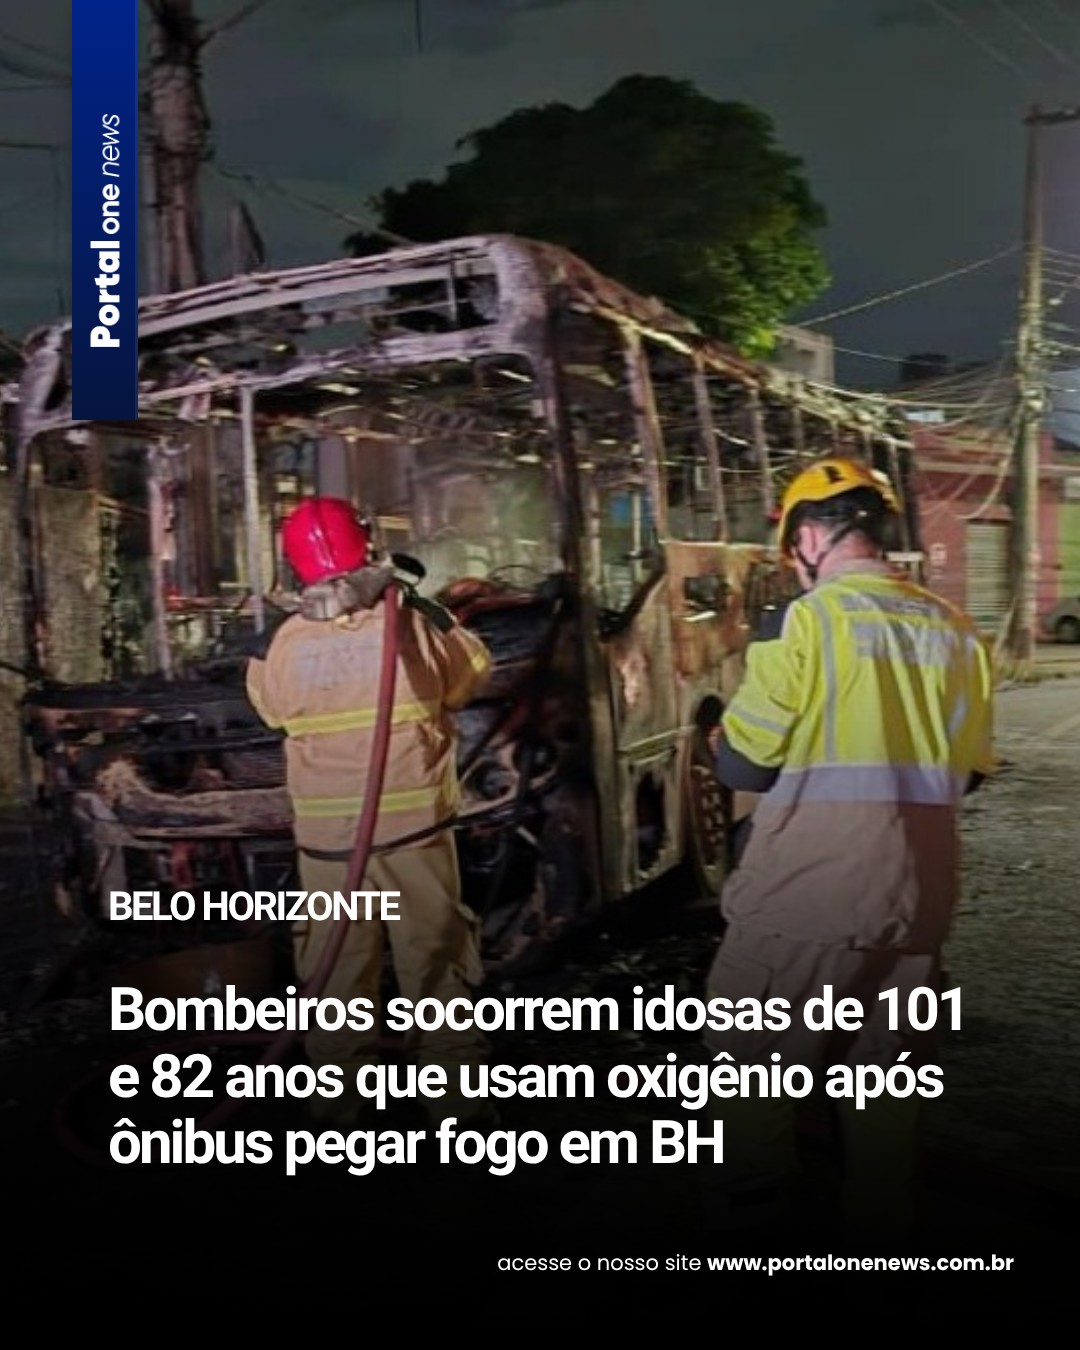 Portal one news
BELO HORIZONTE
Bombeiros socorrem idosas de 101
e 82 anos que usam oxigênio após
ônibus pegar fogo em BH
acesse o nosso site www.portalonenews.com.br